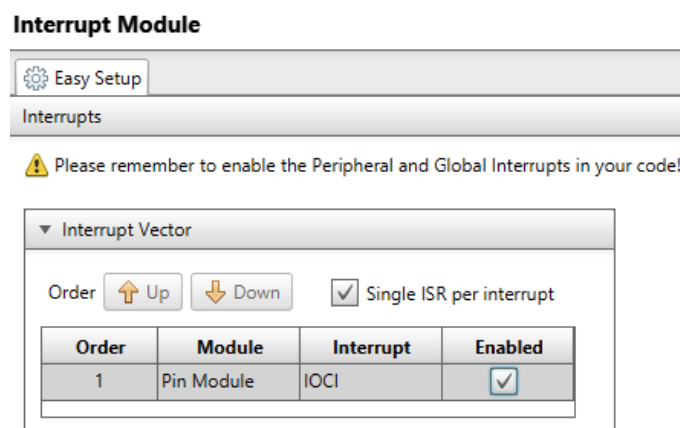 Interrupt Module
Easy Setup
Interrupts
Please remember to enable the Peripheral and Global Interrupts in your code!
Interrupt Vector
Order Up Down Single ISR per interrupt
Order Module Interrupt Enabled
1 Pin Module IOCI